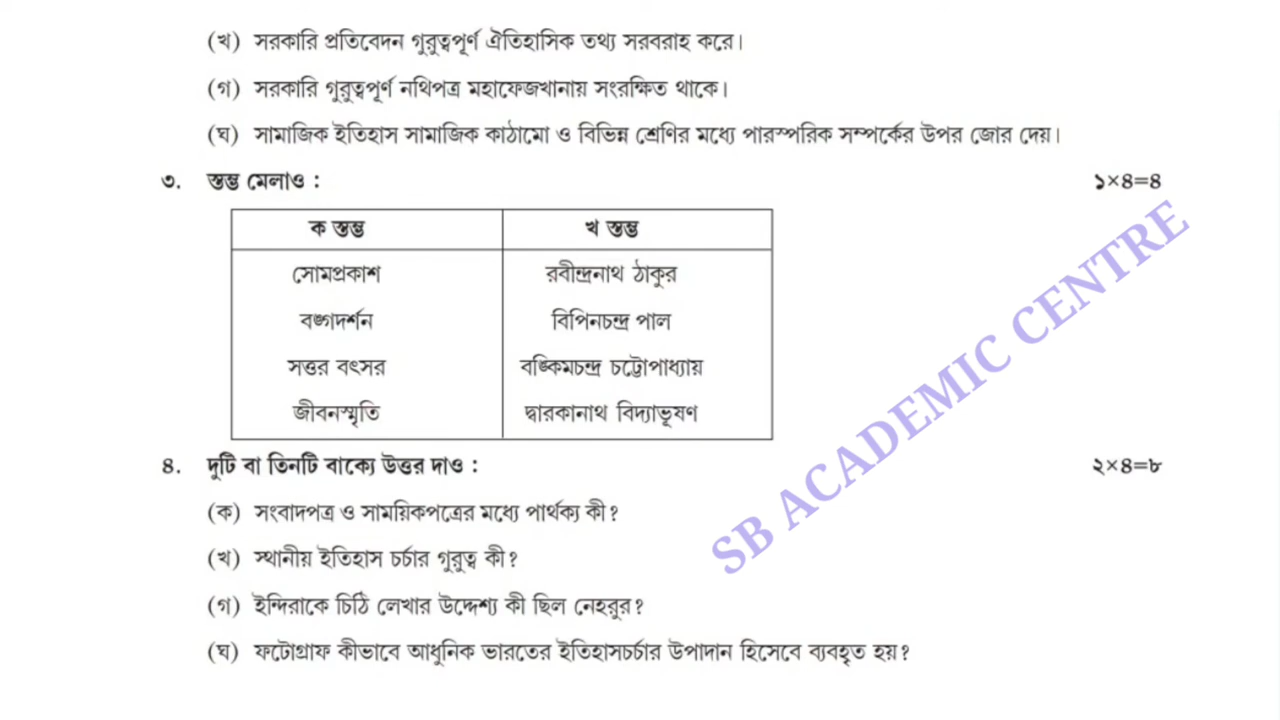 (খ) সরকারি প্রতিবেদন গুরুত্বপূর্ণ ঐতিহাসিক তথ্য সরবরাহ করে।
(গ) সরকারি গুরুত্বপূর্ণ নথিপত্র মহাফেজখানায় সংরক্ষিত থাকে।
(ঘ) সামাজিক ইতিহাস সামাজিক কাঠামো ও বিভিন্ন শ্রেণির মধ্যে পারস্পরিক সম্পর্কের উপর জোর দেয়।
৩. স্তম্ভ মেলাও : ১×৪=৪
ক স্তম্ভ খ স্তম্ভ
সোমপ্রকাশ রবীন্দ্রনাথ ঠাকুর
বঙ্গদর্শন বিপিনচন্দ্র পাল
সত্তর বৎসর বঙ্কিমচন্দ্র চট্টোপাধ্যায়
জীবনস্মৃতি দ্বারকানাথ বিদ্যাভূষণ
৪. দুটি বা তিনটি বাক্যে উত্তর দাও : ২×৪=৮
(ক) সংবাদপত্র ও সাময়িকপত্রের মধ্যে পার্থক্য কী?
(খ) স্থানীয় ইতিহাস চর্চার গুরুত্ব কী?
(গ) ইন্দিরাকে চিঠি লেখার উদ্দেশ্য কী ছিল নেহরুর?
(ঘ) ফটোগ্রাফ কীভাবে আধুনিক ভারতের ইতিহাসচর্চার উপাদান হিসেবে ব্যবহৃত হয়?
SB ACADEMIC CENTRE